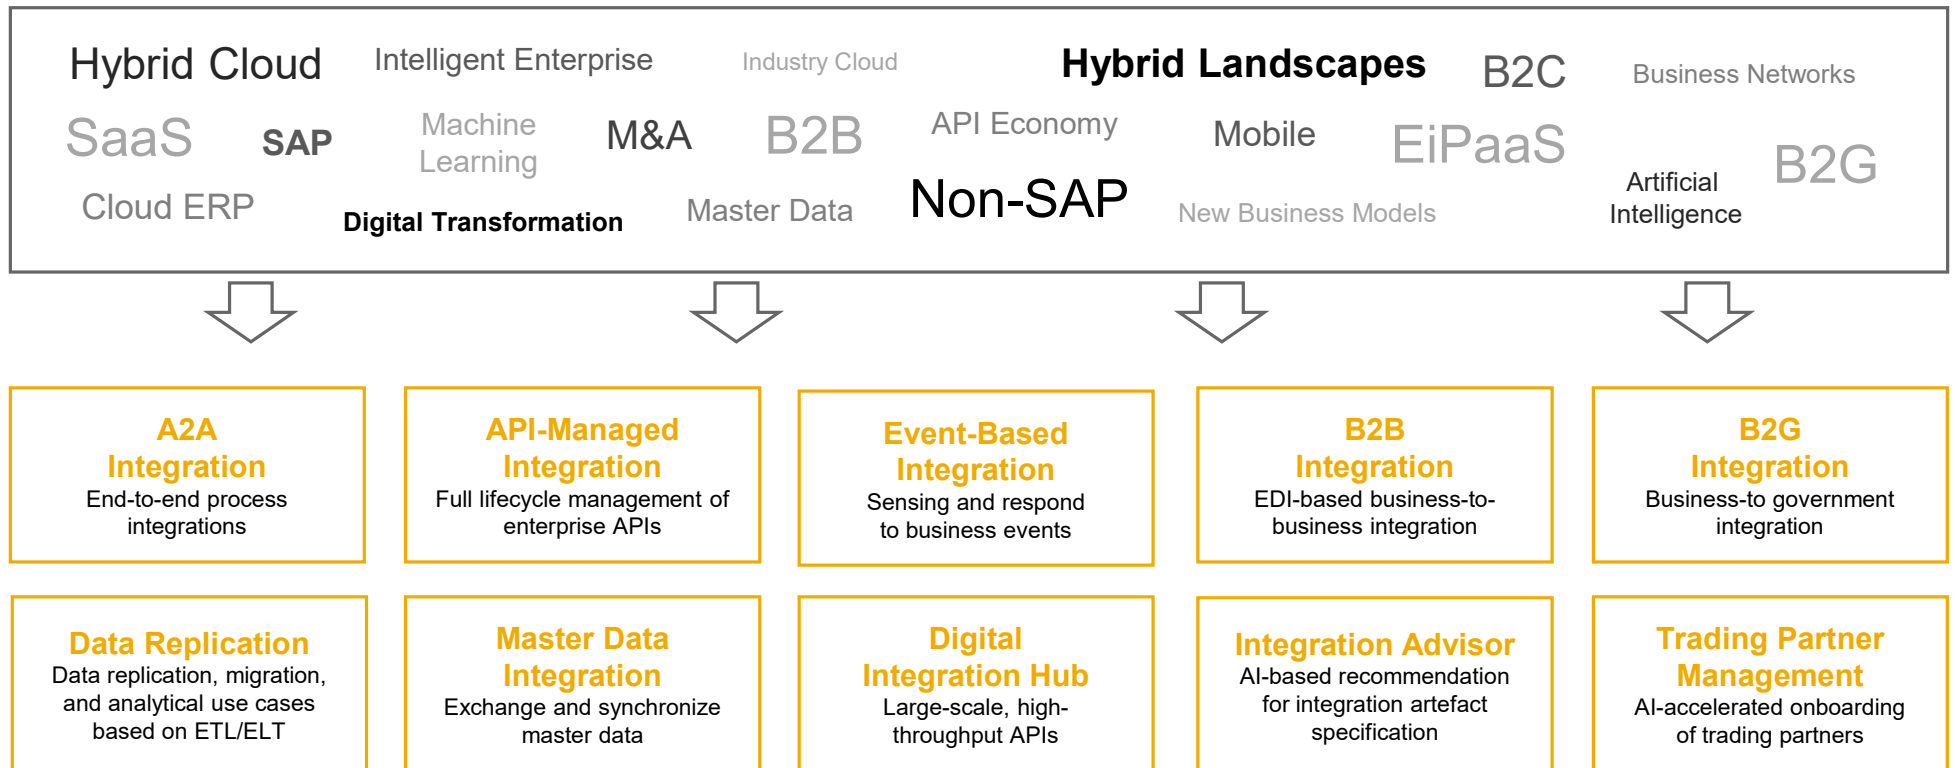 Hybrid Cloud
Intelligent Enterprise
Industry Cloud
Hybrid Landscapes
B2C
Business Networks
SaaS
SAP
Machine
Learning
M&A
B2B
API Economy
Mobile
EiPaaS
B2G
Cloud ERP
Digital Transformation
Master Data
Non-SAP
New Business Models
Artificial
Intelligence
A2A
Integration
End-to-end process
integrations
API-Managed
Integration
Full lifecycle management of
enterprise APIs
Event-Based
Integration
Sensing and respond
to business events
B2B
Integration
EDI-based business-to-
business integration
B2G
Integration
Business-to government
integration
Data Replication
Data replication, migration,
and analytical use cases
based on ETL/ELT
Master Data
Integration
Exchange and synchronize
master data
Digital
Integration Hub
Large-scale, high-
throughput APIs
Integration Advisor
AI-based recommendation
for integration artefact
specification
Trading Partner
Management
AI-accelerated onboarding
of trading partners